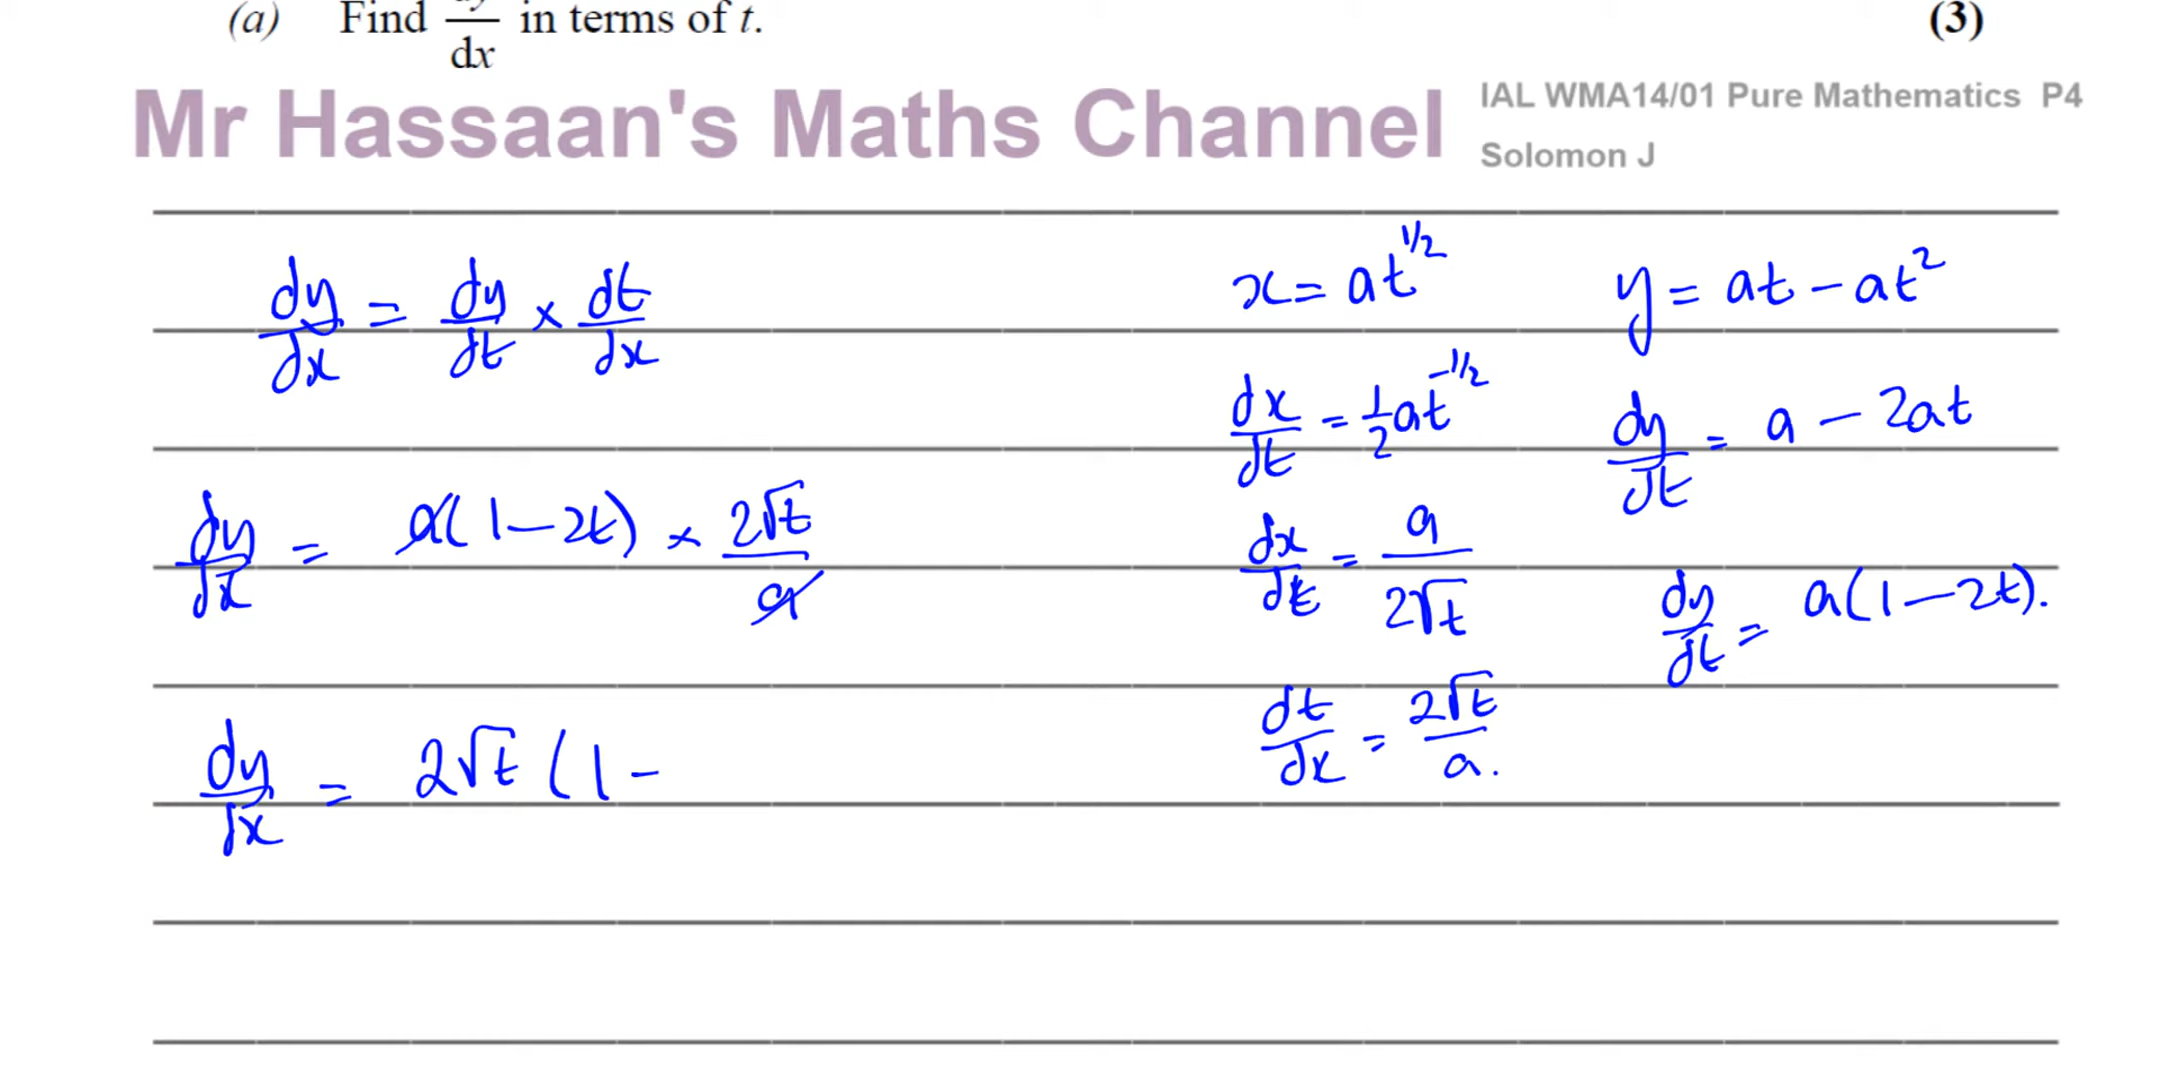 (a) Find dy/dx in terms of t. (3)
Mr Hassaan's Maths Channel
IAL WMA14/01 Pure Mathematics P4
Solomon J
dy/dx = dy/dt × dt/dx
x = at^1/2
y = at − at²
dx/dt = 1/2 at^-1/2
dy/dt = a − 2at
dy/dx = a(1−2t) × 2√t/a
dx/dt = a/2√t
dy/dt = a(1−2t).
dt/dx = 2√t/a.
dy/dx = 2√t (1 −